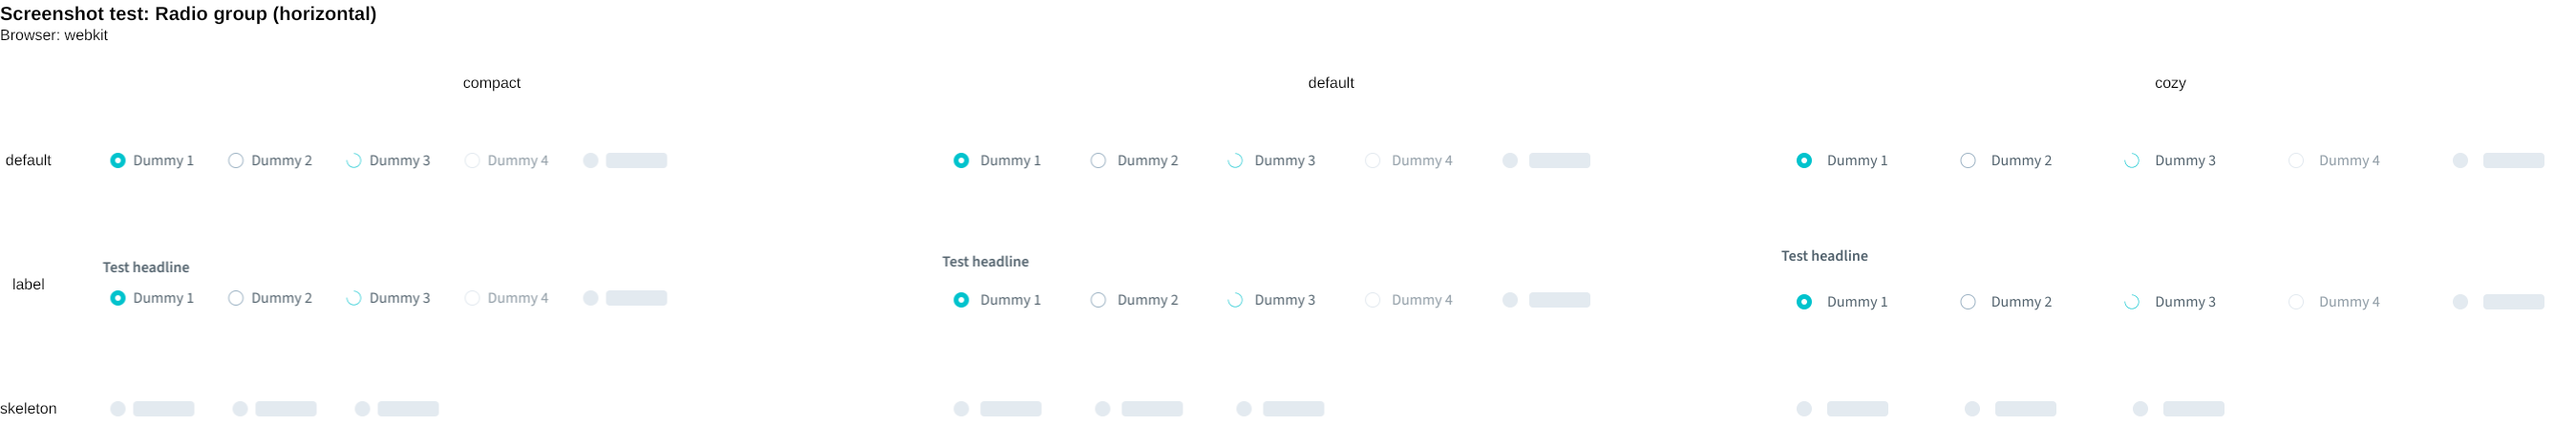 Screenshot test: Radio group (horizontal)
Browser: webkit
compact default cozy
default Dummy 1 Dummy 2 Dummy 3 Dummy 4 Dummy 1 Dummy 2 Dummy 3 Dummy 4 Dummy 1 Dummy 2 Dummy 3 Dummy 4
Test headline Test headline Test headline
label Dummy 1 Dummy 2 Dummy 3 Dummy 4 Dummy 1 Dummy 2 Dummy 3 Dummy 4 Dummy 1 Dummy 2 Dummy 3 Dummy 4
skeleton